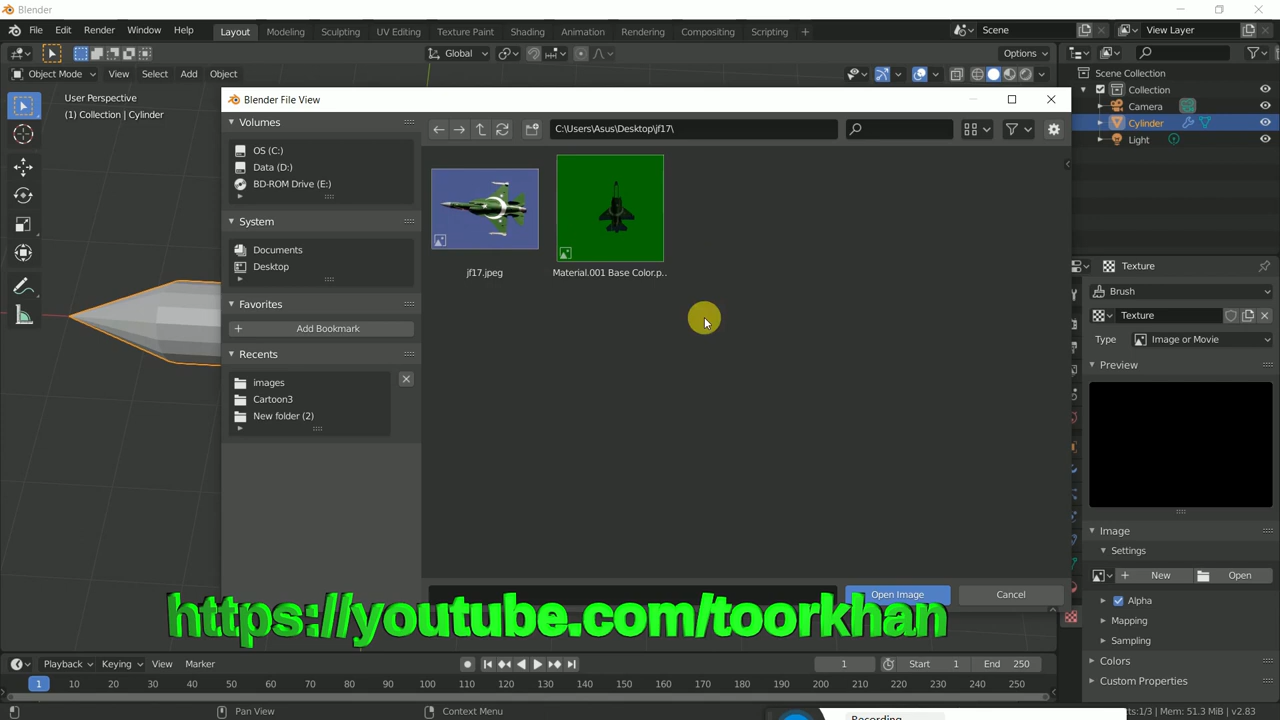 Blender
File Edit Render Window Help Layout Modeling Sculpting UV Editing Texture Paint Shading Animation Rendering Compositing Scripting + Scene View Layer
Global Options
Object Mode View Select Add Object
User Perspective
(1) Collection | Cylinder
Scene Collection
Collection
Camera
Cylinder
Light
Blender File View
Volumes
OS (C:)
Data (D:)
BD-ROM Drive (E:)
System
Documents
Desktop
Favorites
+ Add Bookmark
Recents
images
Cartoon3
New folder (2)
C:\Users\Asus\Desktop\jf17\
jf17.jpeg
Material.001 Base Color.p..
Open Image Cancel
Texture
Brush
Texture
Type Image or Movie
Preview
Image
Settings
+ New Open
Alpha
Mapping
Sampling
Colors
Custom Properties
https://youtube.com/toorkhan
Playback Keying View Marker 1 Start 1 End 250
1 10 20 30 40 50 60 70 80 90 100 110 120 130 140 150 160 170 180 190 200 210 220 230 240 250
Pan View Context Menu
Recording
:1/3 | Mem: 51.3 MiB | v2.83